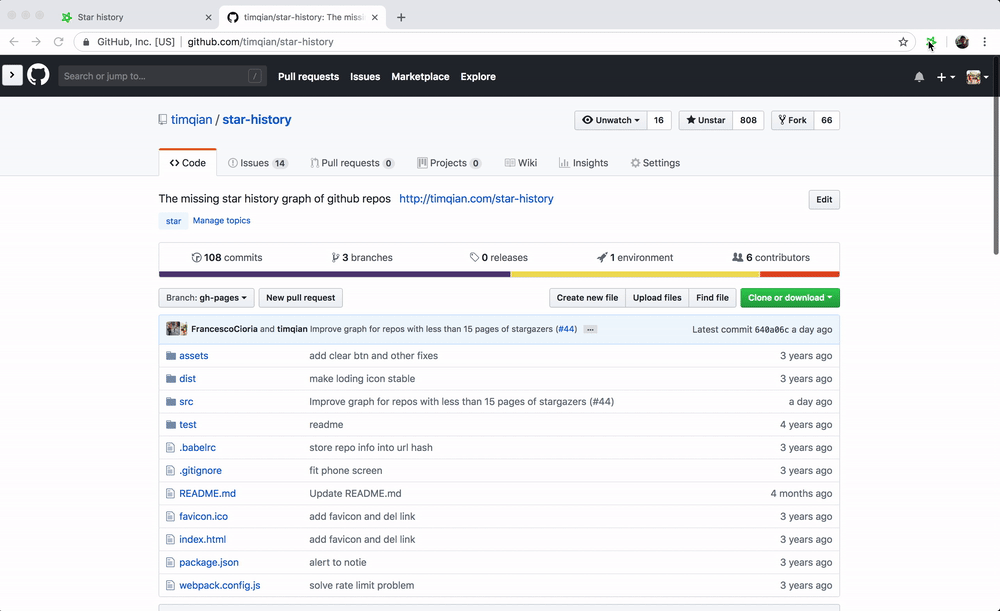 Star history
timqian/star-history: The miss
GitHub, Inc. [US] | github.com/timqian/star-history
Search or jump to... / Pull requests Issues Marketplace Explore
timqian / star-history Unwatch 16 Unstar 808 Fork 66
Code Issues 14 Pull requests 0 Projects 0 Wiki Insights Settings
The missing star history graph of github repos http://timqian.com/star-history Edit
star Manage topics
108 commits 3 branches 0 releases 1 environment 6 contributors
Branch: gh-pages New pull request Create new file Upload files Find file Clone or download
FrancescoCioria and timqian Improve graph for repos with less than 15 pages of stargazers (#44) ... Latest commit 640a06c a day ago
assets add clear btn and other fixes 3 years ago
dist make loding icon stable 3 years ago
src Improve graph for repos with less than 15 pages of stargazers (#44) a day ago
test readme 4 years ago
.babelrc store repo info into url hash 3 years ago
.gitignore fit phone screen 3 years ago
README.md Update README.md 4 months ago
favicon.ico add favicon and del link 3 years ago
index.html add favicon and del link 3 years ago
package.json alert to notie 3 years ago
webpack.config.js solve rate limit problem 3 years ago